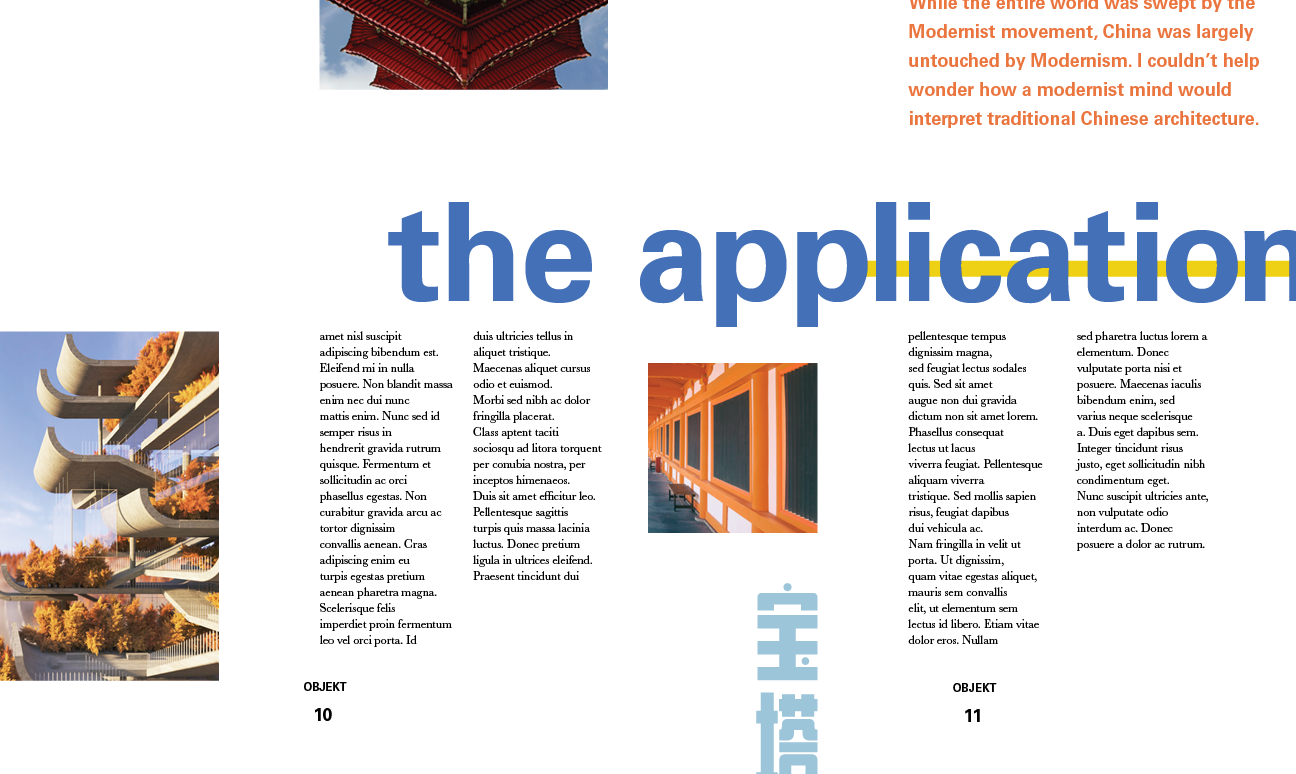 While the entire world was swept by the
Modernist movement, China was largely
untouched by Modernism. I couldn’t help
wonder how a modernist mind would
interpret traditional Chinese architecture.
the application
amet nisl suscipit
adipiscing bibendum est.
Eleifend mi in nulla
posuere. Non blandit massa
enim nec dui nunc
mattis enim. Nunc sed id
semper risus in
hendrerit gravida rutrum
quisque. Fermentum et
sollicitudin ac orci
phasellus egestas. Non
curabitur gravida arcu ac
tortor dignissim
convallis aenean. Cras
adipiscing enim eu
turpis egestas pretium
aenean pharetra magna.
Scelerisque felis
imperdiet proin fermentum
leo vel orci porta. Id
duis ultricies tellus in
aliquet tristique.
Maecenas aliquet cursus
odio et euismod.
Morbi sed nibh ac dolor
fringilla placerat.
Class aptent taciti
sociosqu ad litora torquent
per conubia nostra, per
inceptos himenaeos.
Duis sit amet efficitur leo.
Pellentesque sagittis
turpis quis massa lacinia
luctus. Donec pretium
ligula in ultrices eleifend.
Praesent tincidunt dui
宝塔
pellentesque tempus
dignissim magna,
sed feugiat lectus sodales
quis. Sed sit amet
augue non dui gravida
dictum non sit amet lorem.
Phasellus consequat
lectus ut lacus
viverra feugiat. Pellentesque
aliquam viverra
tristique. Sed mollis sapien
risus, feugiat dapibus
dui vehicula ac.
Nam fringilla in velit ut
porta. Ut dignissim,
quam vitae egestas aliquet,
mauris sem convallis
elit, ut elementum sem
lectus id libero. Etiam vitae
dolor eros. Nullam
sed pharetra luctus lorem a
elementum. Donec
vulputate porta nisi et
posuere. Maecenas iaculis
bibendum enim, sed
varius neque scelerisque
a. Duis eget dapibus sem.
Integer tincidunt risus
justo, eget sollicitudin nibh
condimentum eget.
Nunc suscipit ultricies ante,
non vulputate odio
interdum ac. Donec
posuere a dolor ac rutrum.
OBJEKT
10
OBJEKT
11